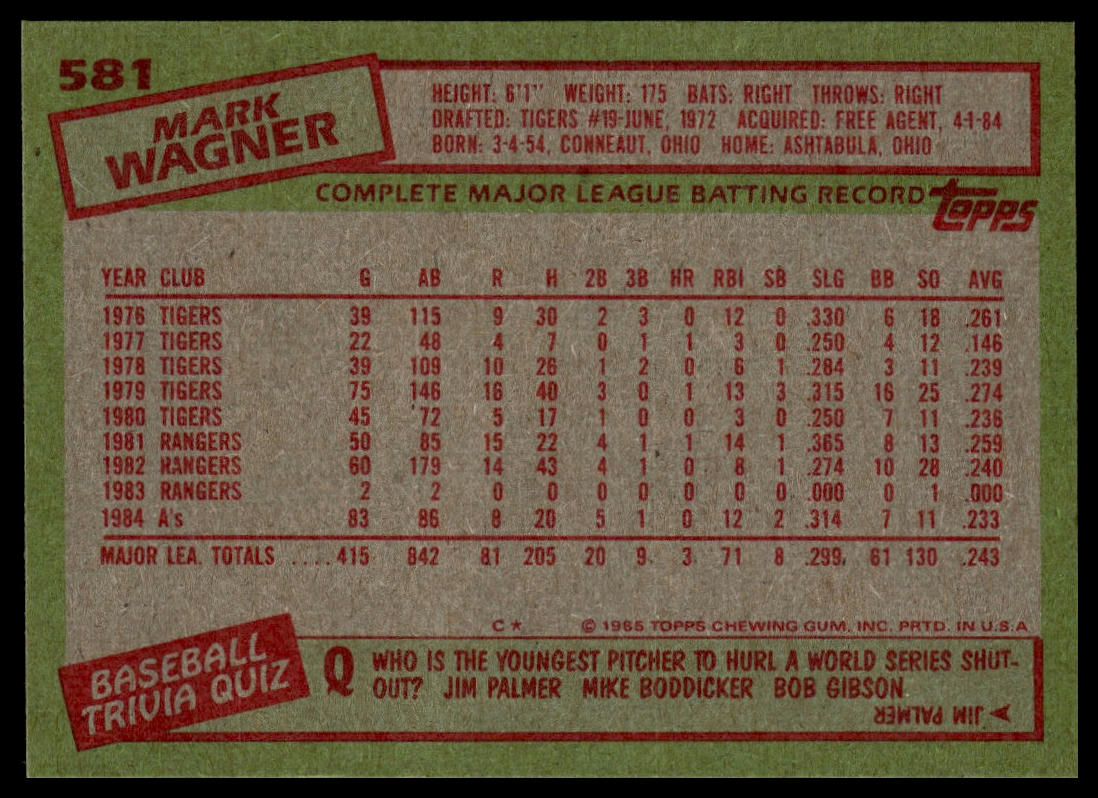 581
MARK
WAGNER
HEIGHT: 6'1" WEIGHT: 175 BATS: RIGHT THROWS: RIGHT
DRAFTED: TIGERS #19-JUNE, 1972 ACQUIRED: FREE AGENT, 4-1-84
BORN: 3-4-54, CONNEAUT, OHIO HOME: ASHTABULA, OHIO
COMPLETE MAJOR LEAGUE BATTING RECORD
topps
YEAR CLUB G AB R H 2B 3B HR RBI SB SLG BB SO AVG
1976 TIGERS 39 115 9 30 2 3 0 12 0 .330 6 18 .261
1977 TIGERS 22 48 4 7 0 1 1 3 0 .250 4 12 .146
1978 TIGERS 39 109 10 26 1 2 0 6 1 .284 3 11 .239
1979 TIGERS 75 146 16 40 3 0 1 13 3 .315 16 25 .274
1980 TIGERS 45 72 5 17 1 0 0 3 0 .250 7 11 .236
1981 RANGERS 50 85 15 22 4 1 1 14 1 .365 8 13 .259
1982 RANGERS 60 179 14 43 4 1 0 8 1 .274 10 28 .240
1983 RANGERS 2 2 0 0 0 0 0 0 0 .000 0 1 .000
1984 A's 83 86 8 20 5 1 0 12 2 .314 7 11 .233
MAJOR LEA. TOTALS ....415 842 81 205 20 9 3 71 8 .299 61 130 .243
C* © 1985 TOPPS CHEWING GUM, INC. PRTD. IN U.S.A
BASEBALL
TRIVIA QUIZ
Q WHO IS THE YOUNGEST PITCHER TO HURL A WORLD SERIES SHUT-
OUT? JIM PALMER MIKE BODDICKER BOB GIBSON
JIM PALMER